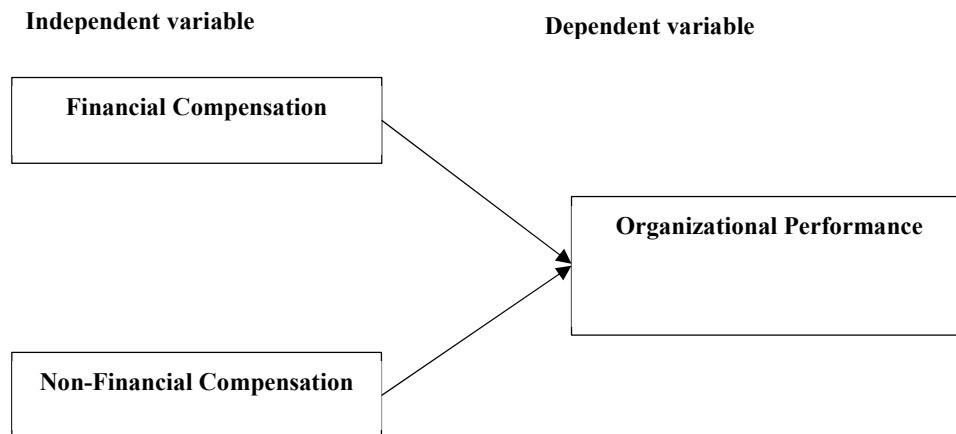 Independent variable
Dependent variable
Financial Compensation
Organizational Performance
Non-Financial Compensation